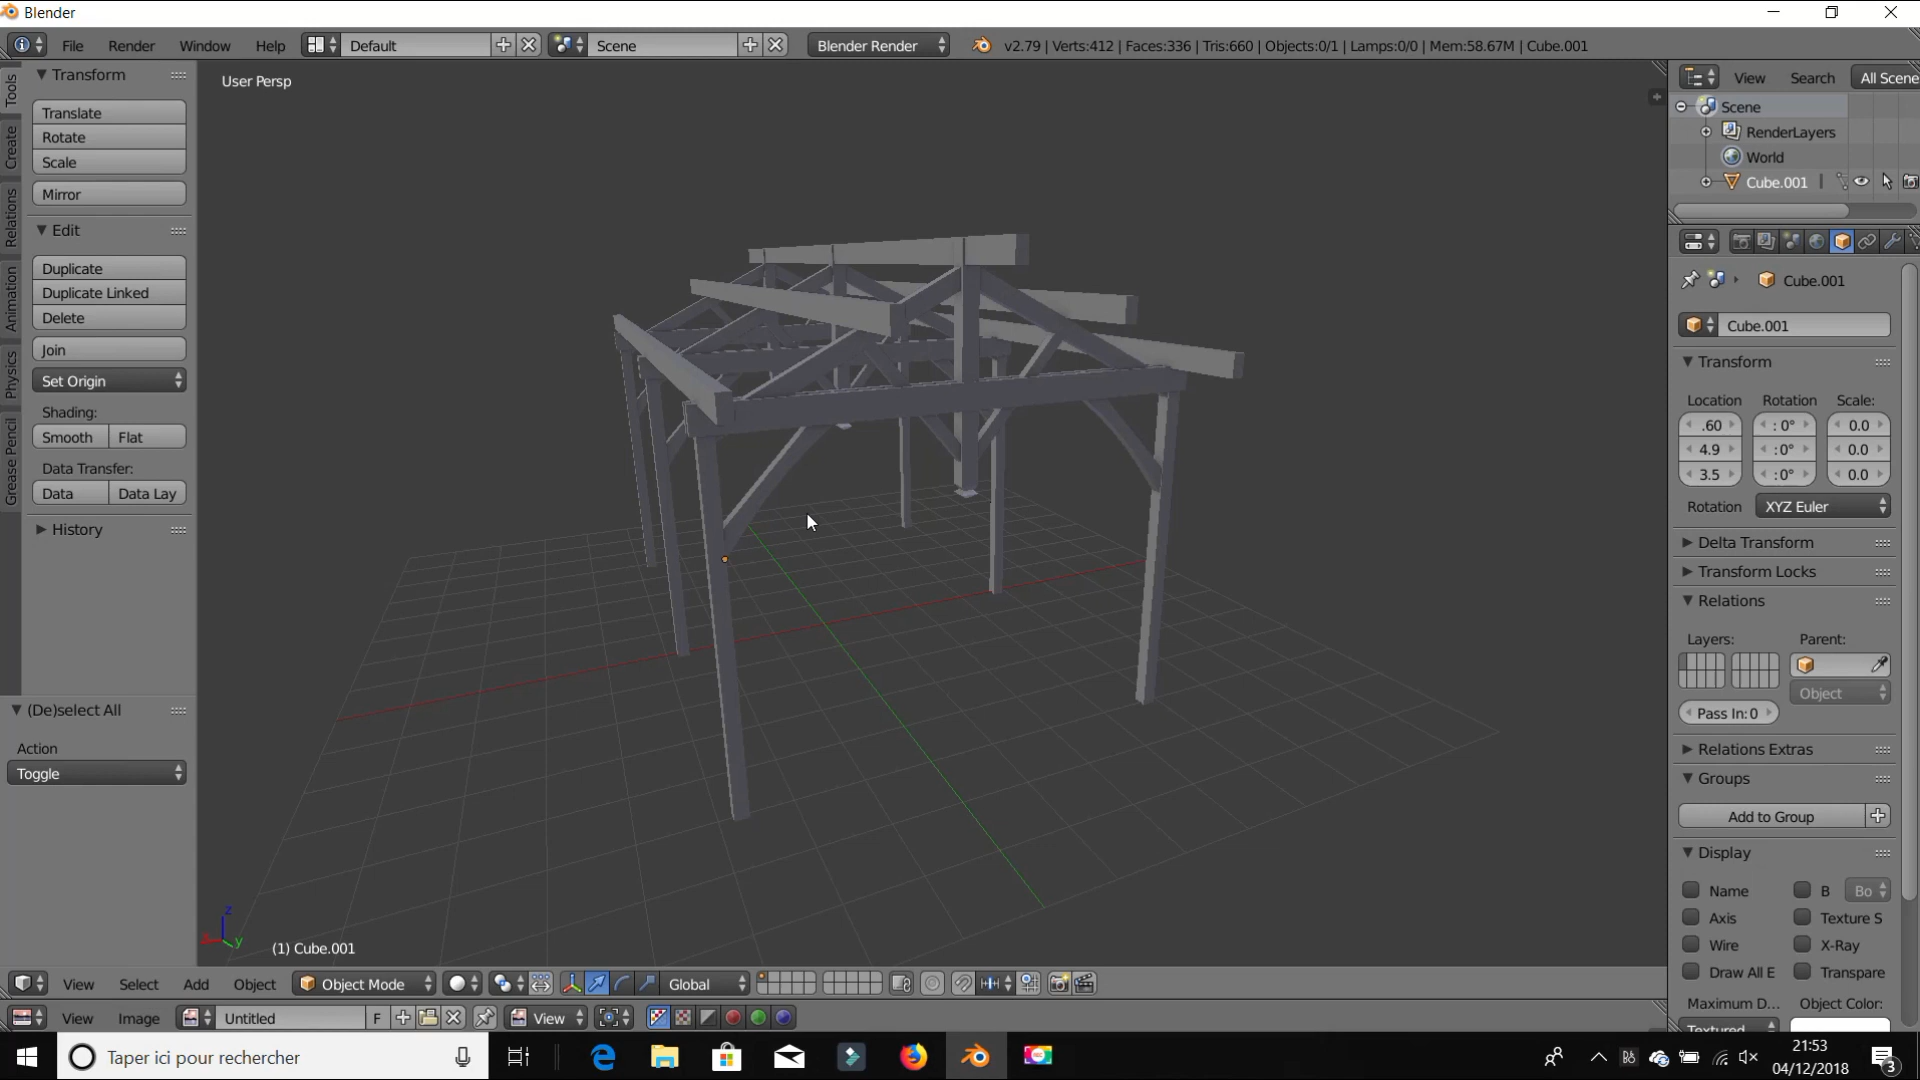 Blender
File Render Window Help Default Scene Blender Render v2.79 | Verts:412 | Faces:336 | Tris:660 | Objects:0/1 | Lamps:0/0 | Mem:58.67M | Cube.001
Tools
Create
Relations
Animation
Physics
Grease Pencil
Transform
Translate
Rotate
Scale
Mirror
Edit
Duplicate
Duplicate Linked
Delete
Join
Set Origin
Shading:
Smooth Flat
Data Transfer:
Data Data Lay
History
(De)select All
Action
Toggle
User Persp
z
x
y
(1) Cube.001
View Search All Scene
Scene
RenderLayers
World
Cube.001
Cube.001
Cube.001
Transform
Location Rotation Scale:
.60 : 0° 0.0
4.9 :0° 0.0
3.5 :0° 0.0
Rotation XYZ Euler
Delta Transform
Transform Locks
Relations
Layers: Parent:
Object
Pass In:0
Relations Extras
Groups
Add to Group
Display
Name B Bo
Axis Texture S
Wire X-Ray
Draw All E Transpare
Maximum D... Object Color:
Textured
View Select Add Object Object Mode Global
View Image Untitled F View
Taper ici pour rechercher
21:53
04/12/2018
3